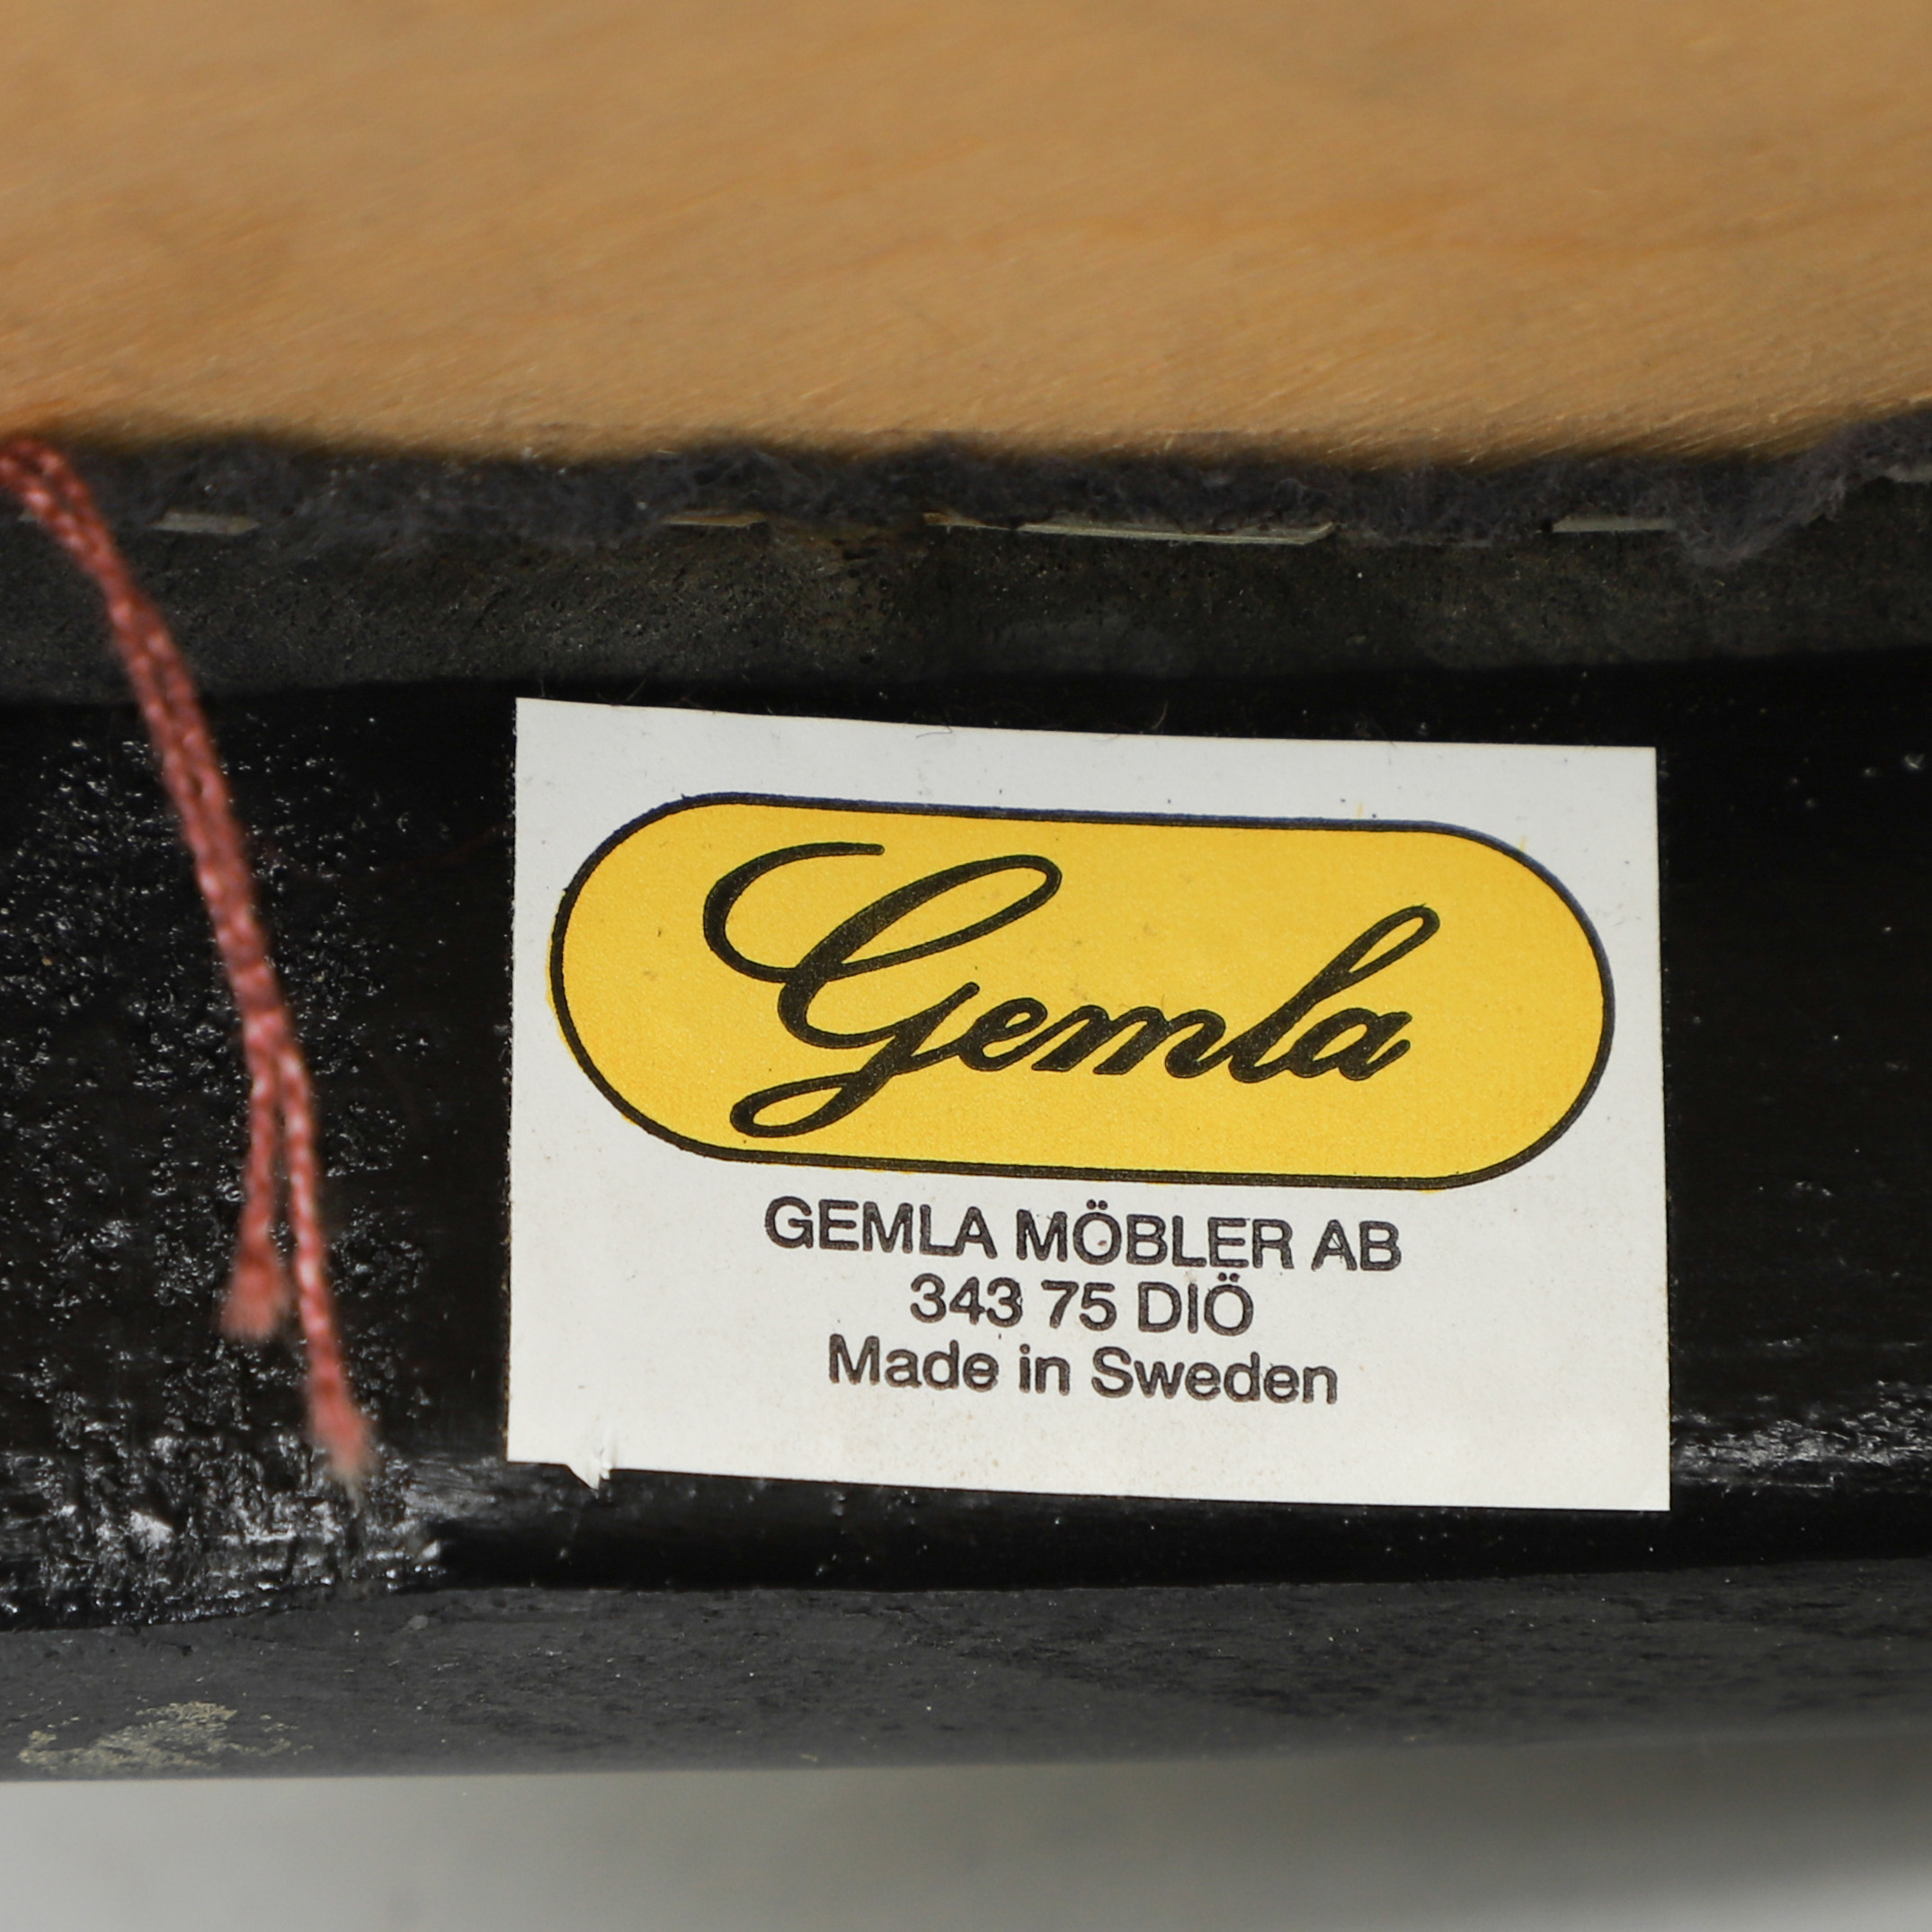 Gemla
GEMLA MÖBLER AB
343 75 DIÖ
Made in Sweden